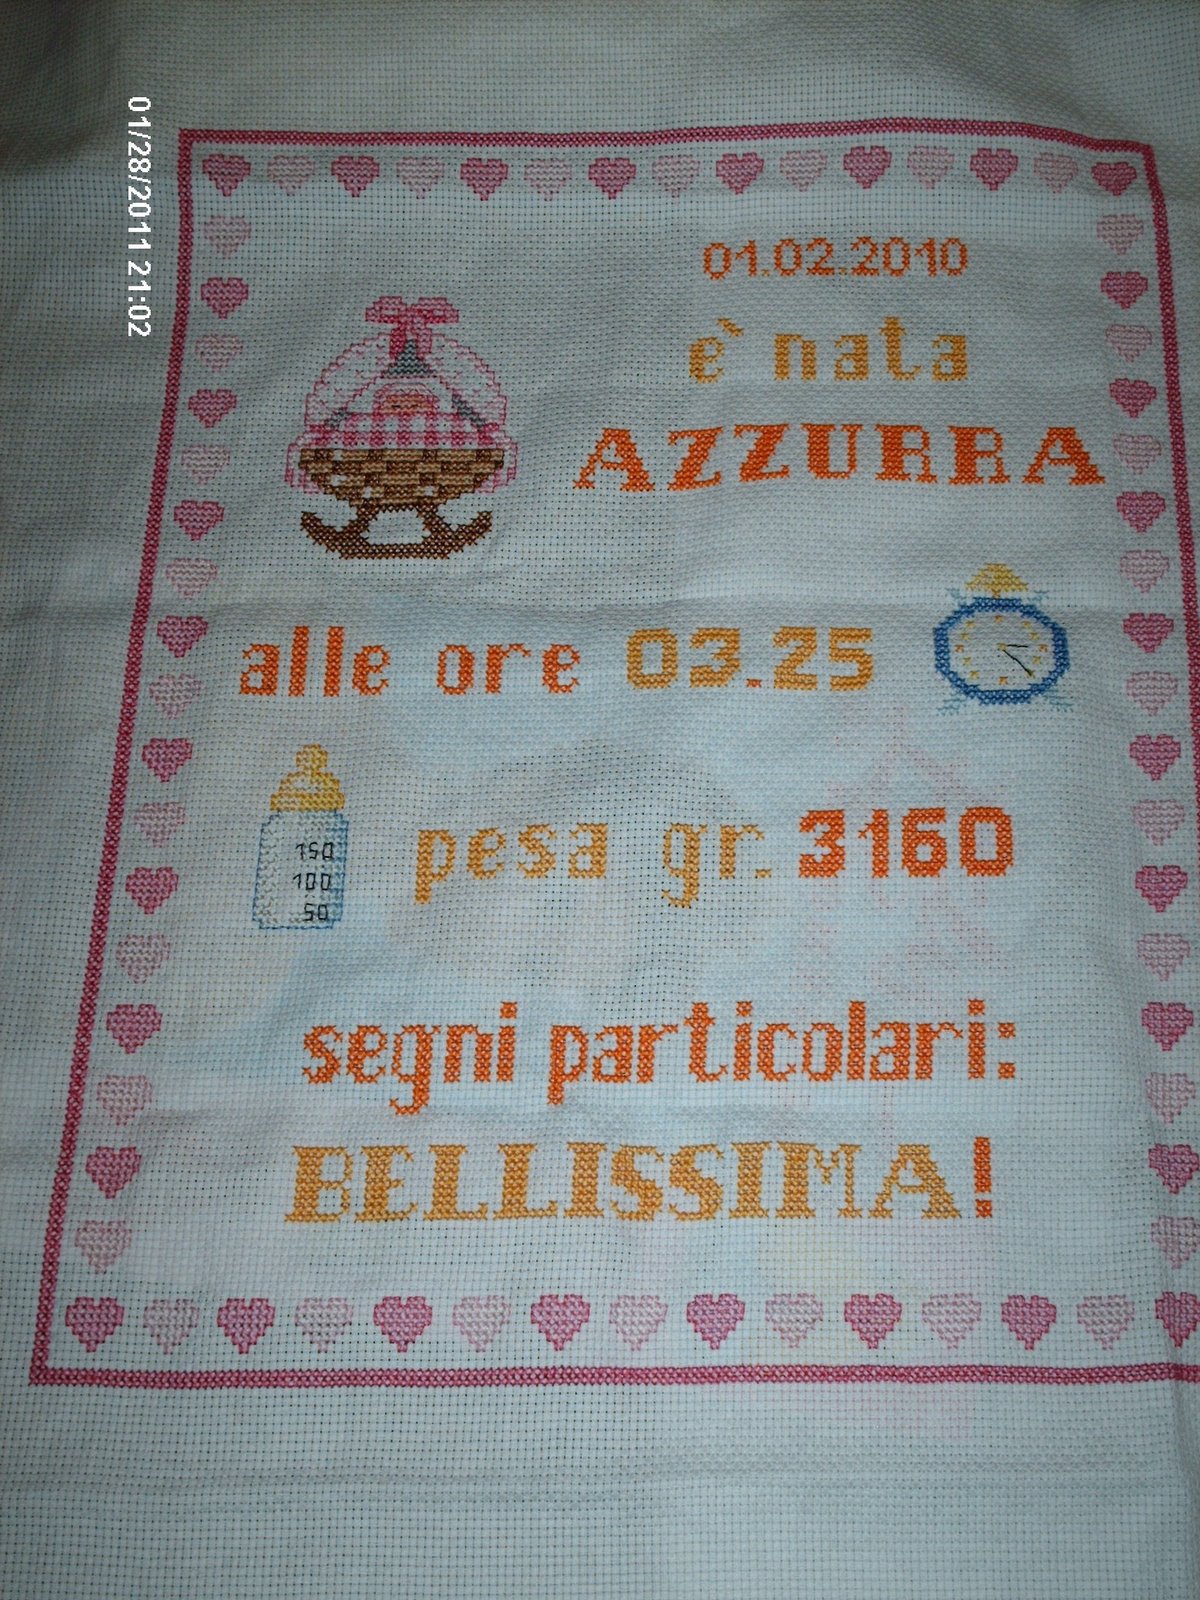 01/28/2011 21:02
01.02.2010
e` nata
AZZURRA
alle ore 03.25
150
100
50
pesa gr. 3160
segni particolari:
BELLISSIMA!